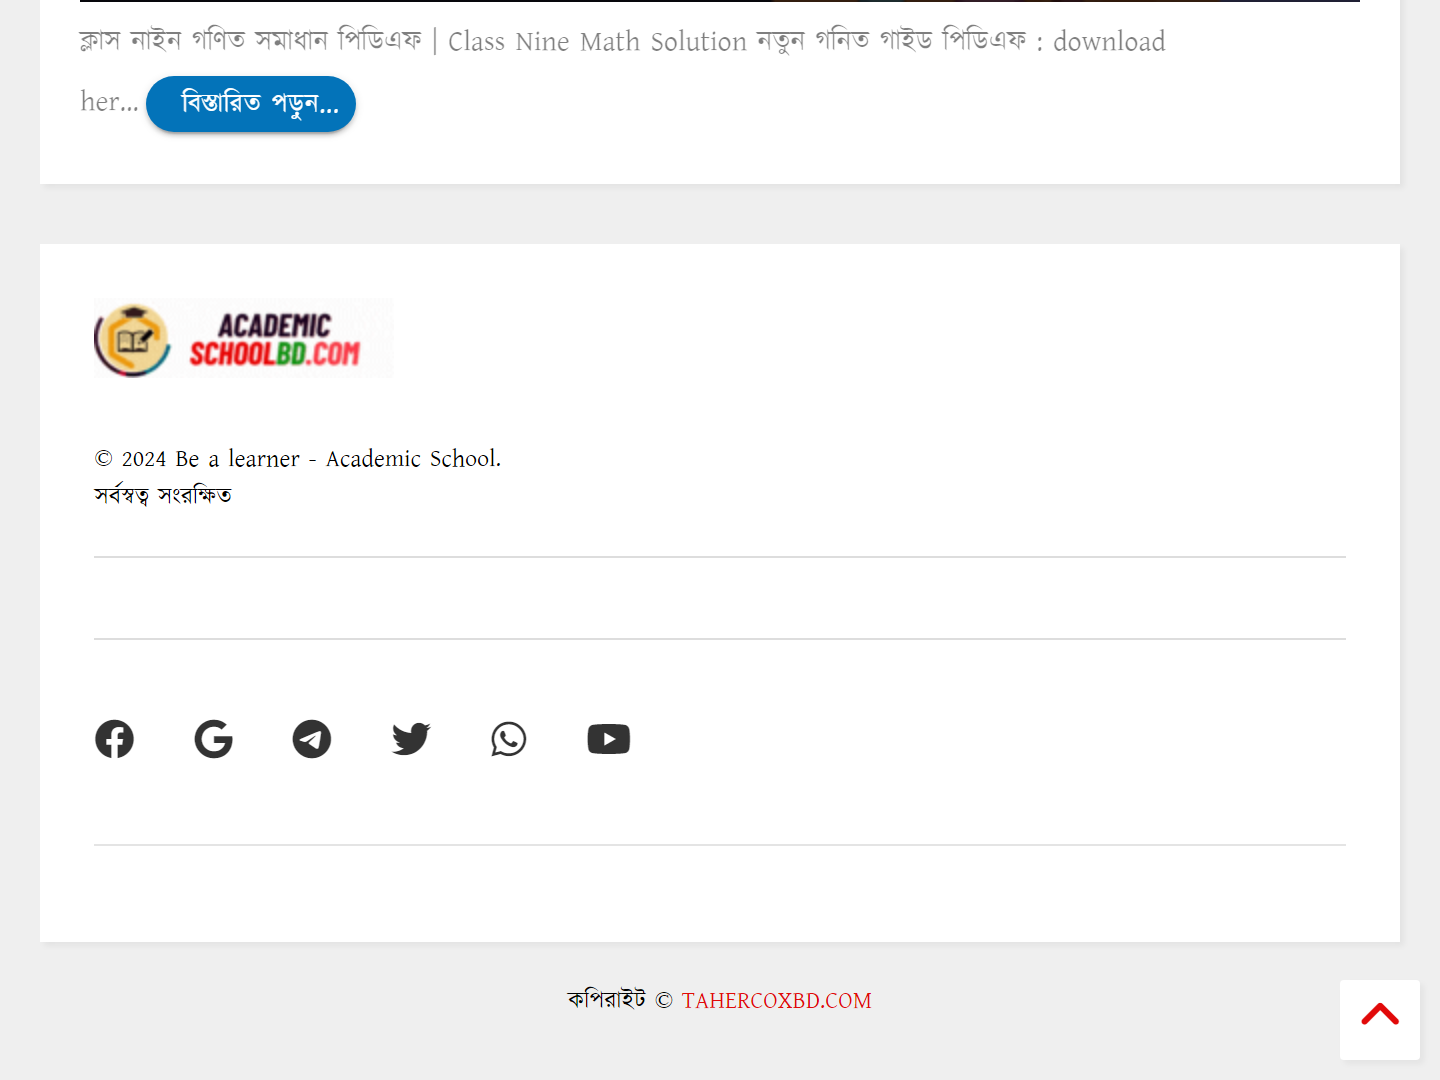 ক্লাস নাইন গণিত সমাধান পিডিএফ | Class Nine Math Solution নতুন গনিত গাইড পিডিএফ : download
her... বিস্তারিত পড়ুন...
ACADEMIC
SCHOOLBD.COM
© 2024 Be a learner - Academic School.
সর্বস্বত্ব সংরক্ষিত
কপিরাইট © TAHERCOXBD.COM